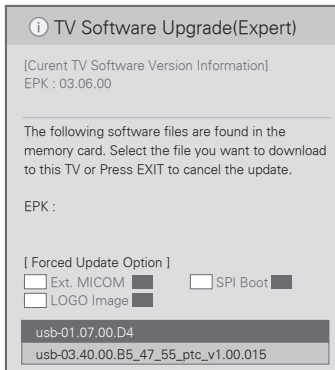 TV Software Upgrade(Expert)
[Curent TV Software Version Information]
EPK : 03.06.00
The following software files are found in the
memory card. Select the file you want to download
to this TV or Press EXIT to cancel the update.
EPK :
[ Forced Update Option ]
Ext. MICOM SPI Boot
LOGO Image
usb-01.07.00.D4
usb-03.40.00.B5_47_55_ptc_v1.00.015